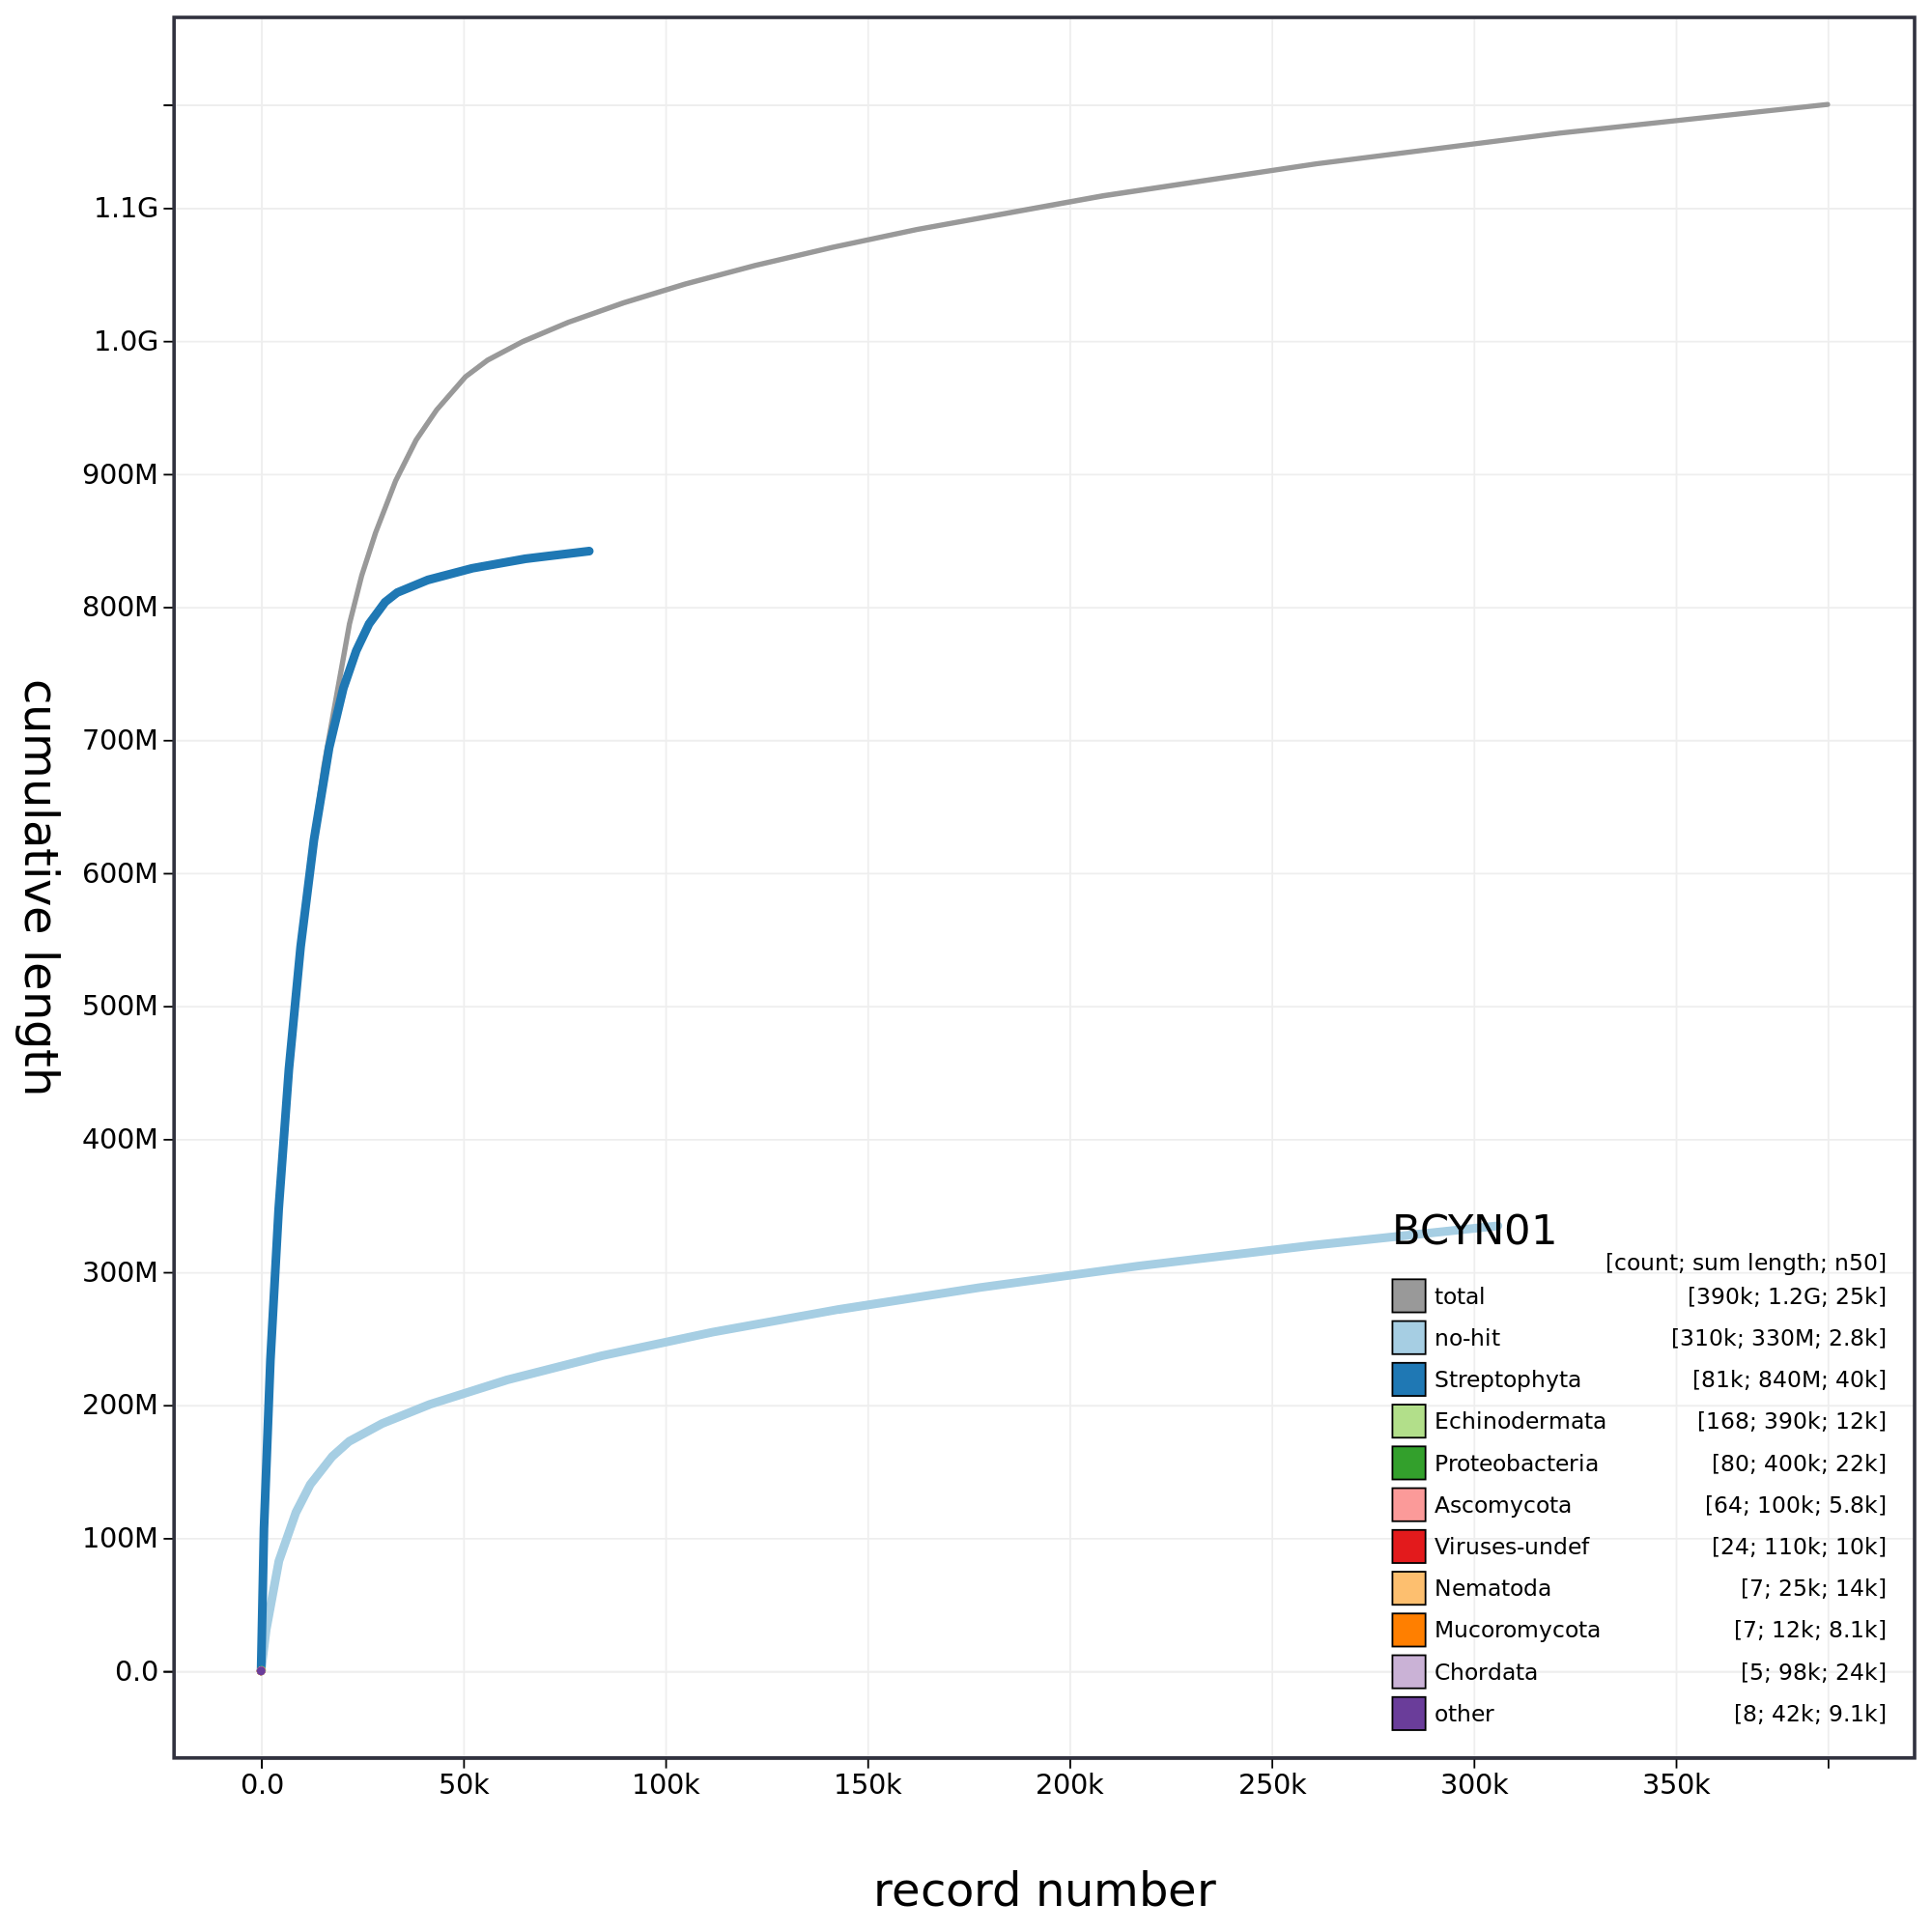 1.1G
1.0G
900M
800M
700M
600M
500M
400M
300M
200M
100M
0.0
cumulative length
BCYN01
[count; sum length; n50]
total [390k; 1.2G; 25k]
no-hit [310k; 330M; 2.8k]
Streptophyta [81k; 840M; 40k]
Echinodermata [168; 390k; 12k]
Proteobacteria [80; 400k; 22k]
Ascomycota [64; 100k; 5.8k]
Viruses-undef [24; 110k; 10k]
Nematoda [7; 25k; 14k]
Mucoromycota [7; 12k; 8.1k]
Chordata [5; 98k; 24k]
other [8; 42k; 9.1k]
0.0 50k 100k 150k 200k 250k 300k 350k
record number